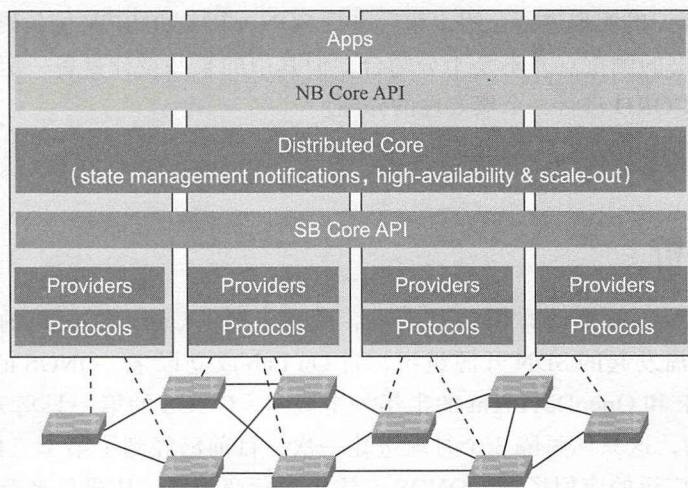 Apps
NB Core API
Distributed Core
(state management notifications, high-availability & scale-out)
SB Core API
Providers Providers Providers Providers
Protocols Protocols Protocols Protocols